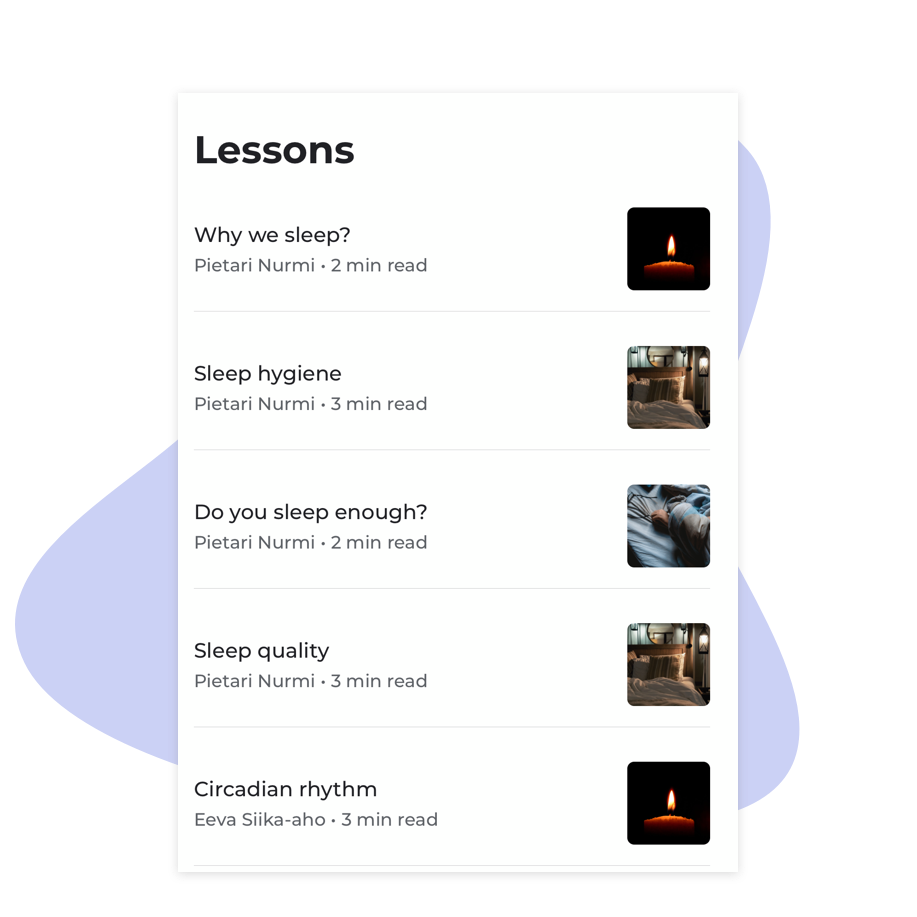 Lessons
Why we sleep?
Pietari Nurmi • 2 min read
Sleep hygiene
Pietari Nurmi • 3 min read
Do you sleep enough?
Pietari Nurmi • 2 min read
Sleep quality
Pietari Nurmi • 3 min read
Circadian rhythm
Eeva Siika-aho • 3 min read